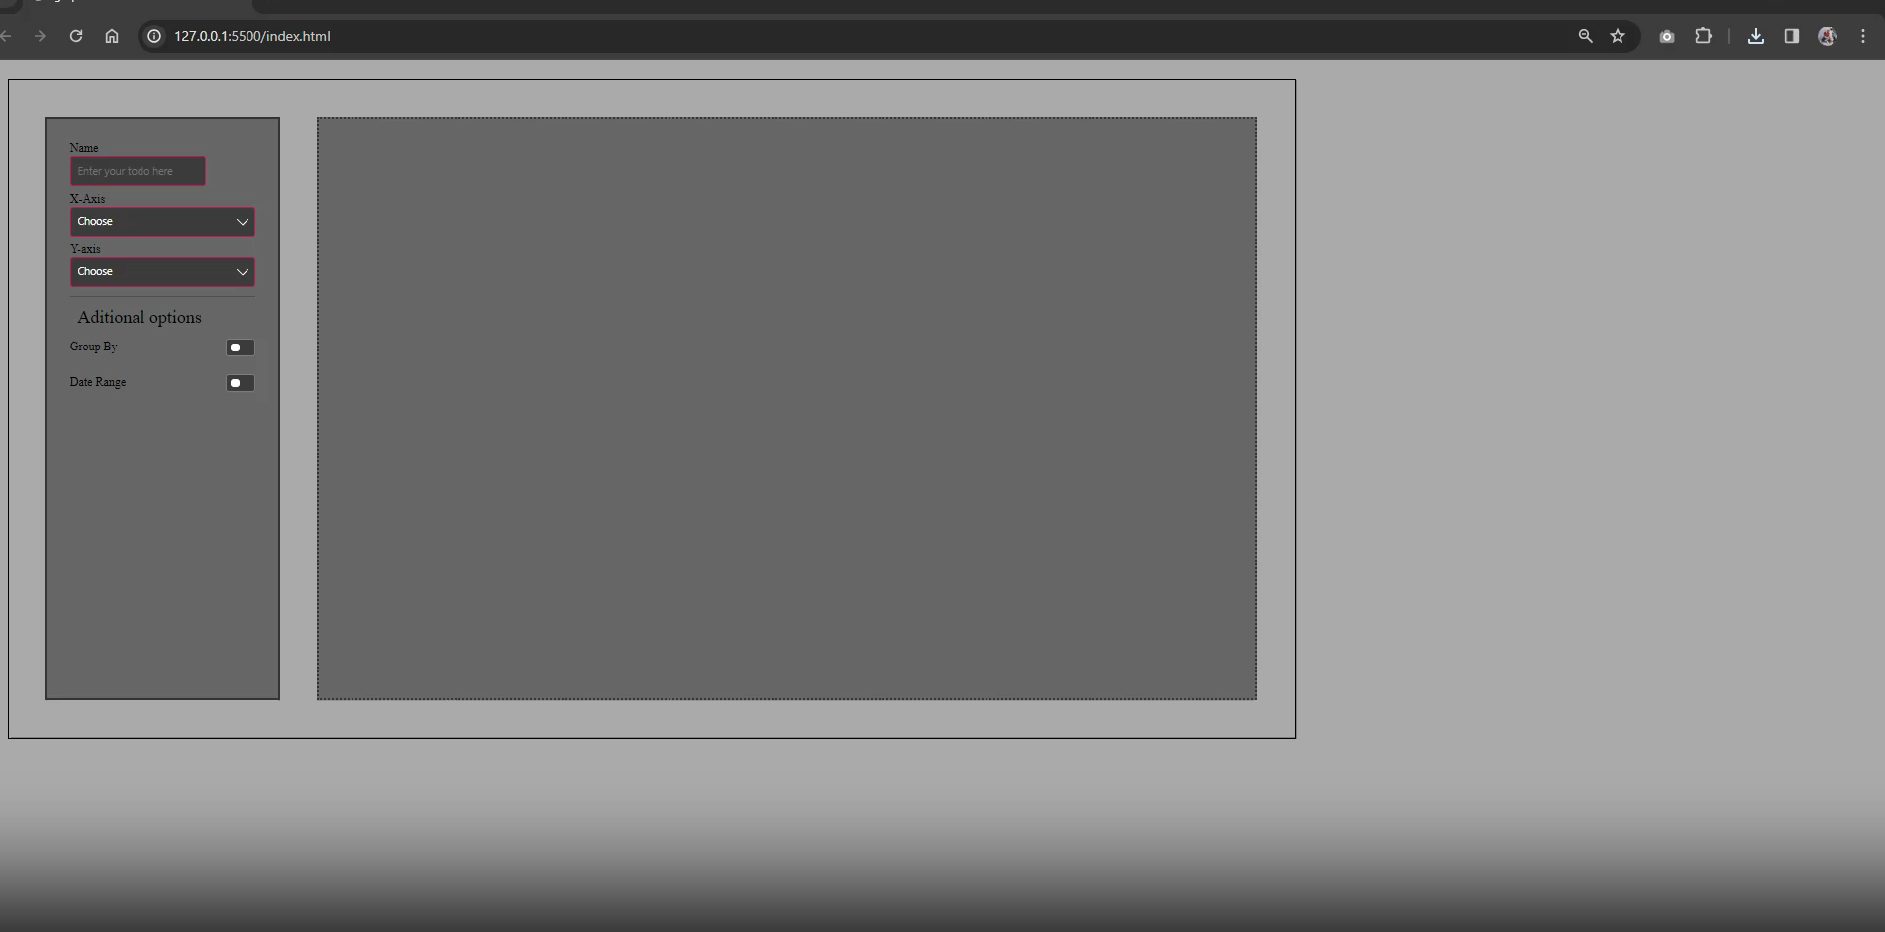 127.0.0.1:5500/index.html
Name
Enter your todo here
X-Axis
Choose
Y-axis
Choose
Aditional options
Group By
Date Range